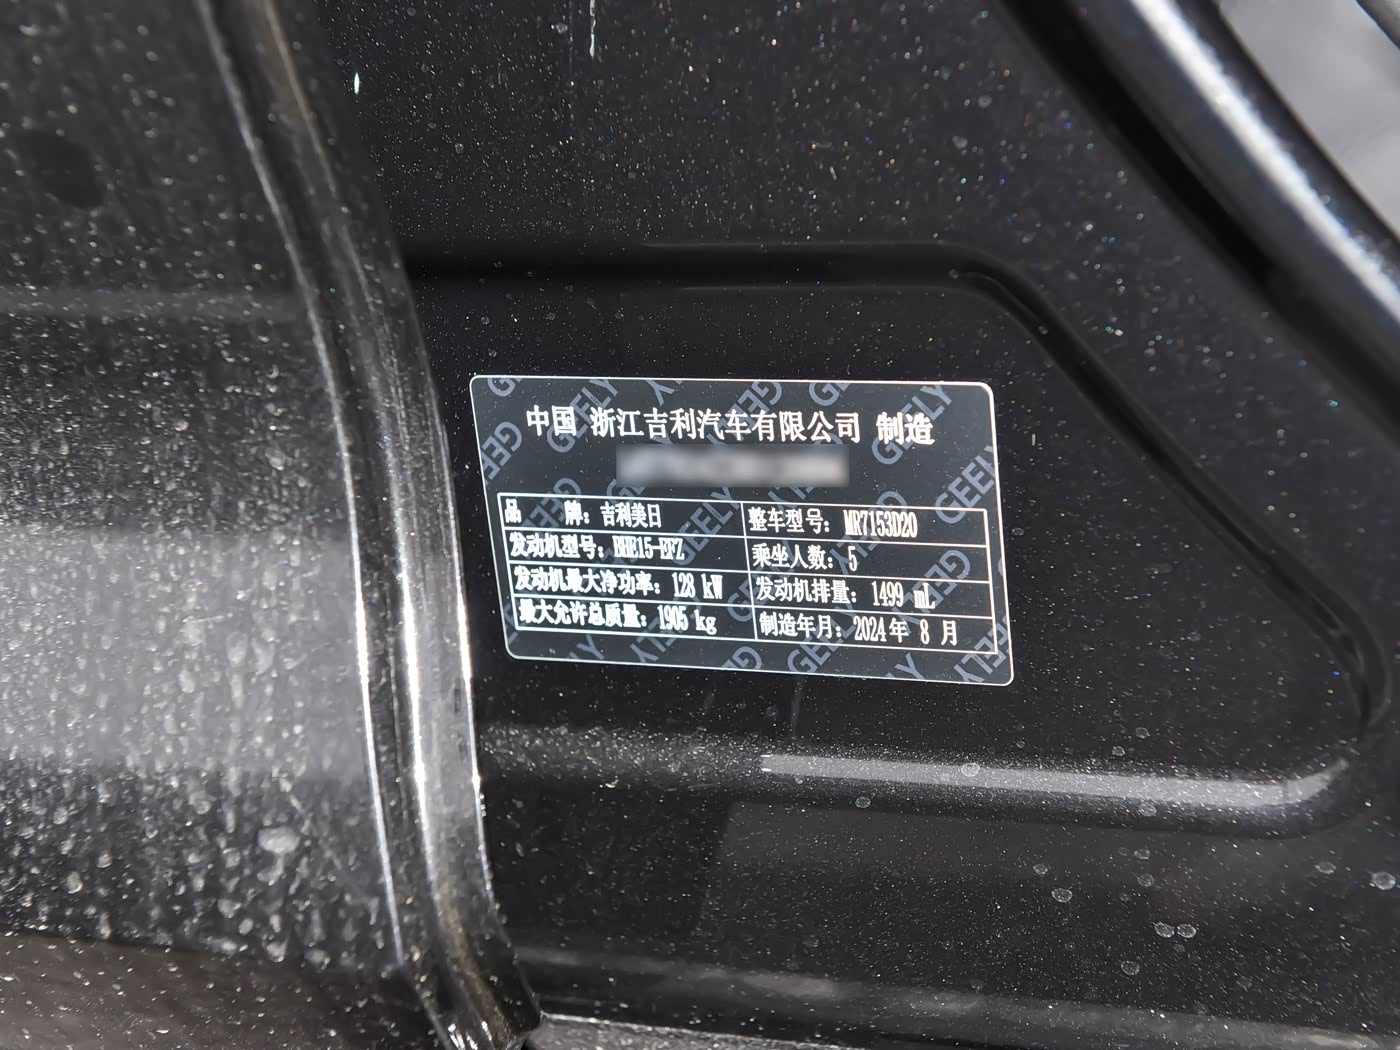 中国 浙江吉利汽车有限公司 制造
品 牌：吉利美日 整车型号：MR7153D20
发动机型号：BHE15-EFZ 乘坐人数：5
发动机最大净功率：128 kW 发动机排量：1499 mL
最大允许总质量：1905 kg 制造年月：2024年 8 月
GEELY